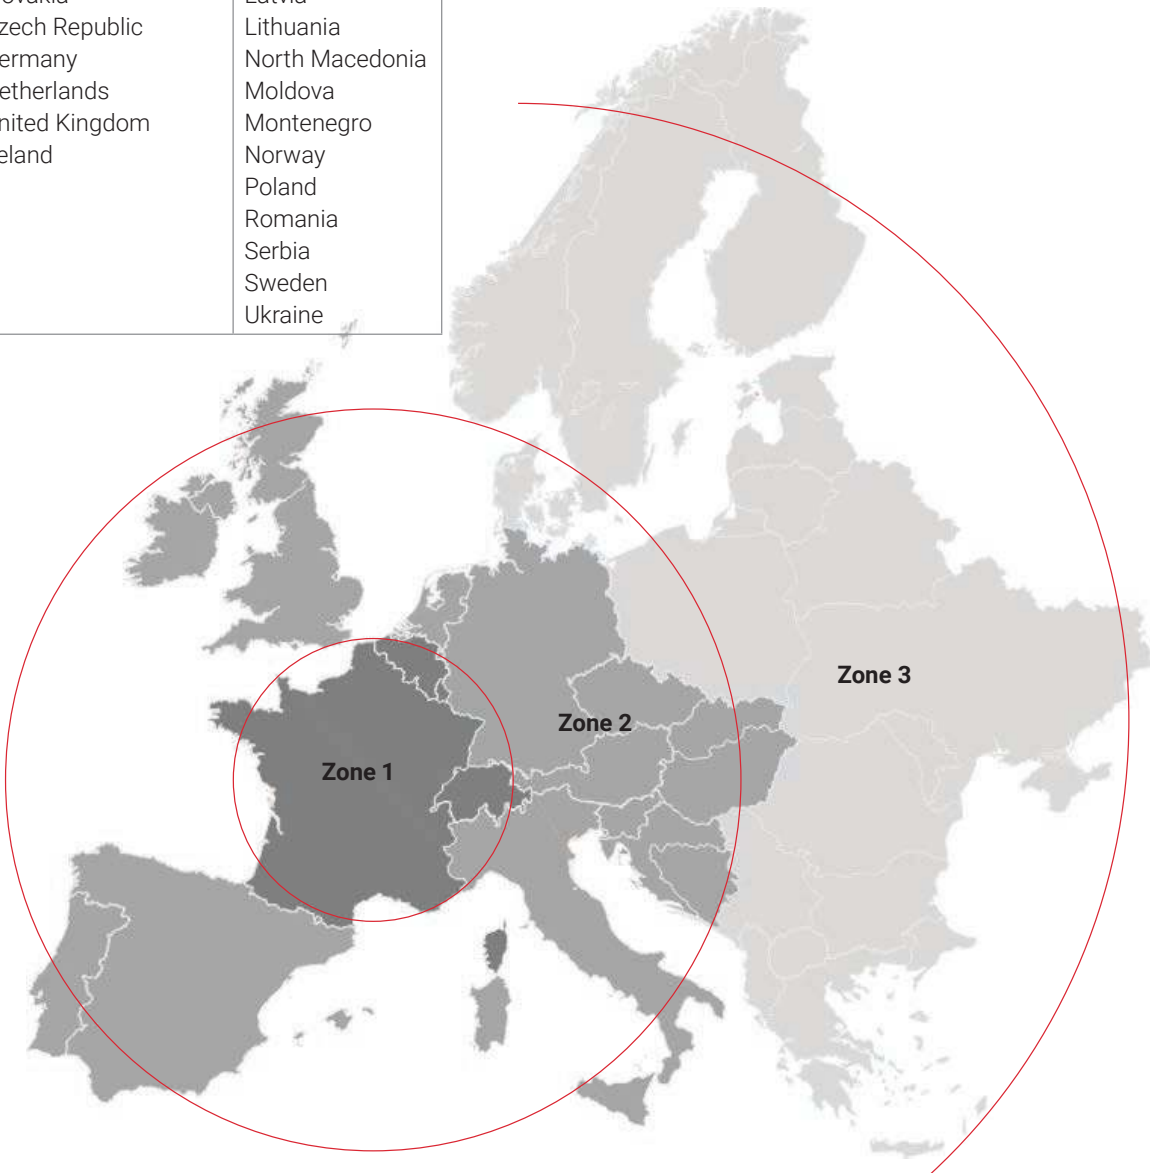 zech Republic
ermany
etherlands
nited Kingdom
eland
Latvia
Lithuania
North Macedonia
Moldova
Montenegro
Norway
Poland
Romania
Serbia
Sweden
Ukraine
Zone 3
Zone 2
Zone 1